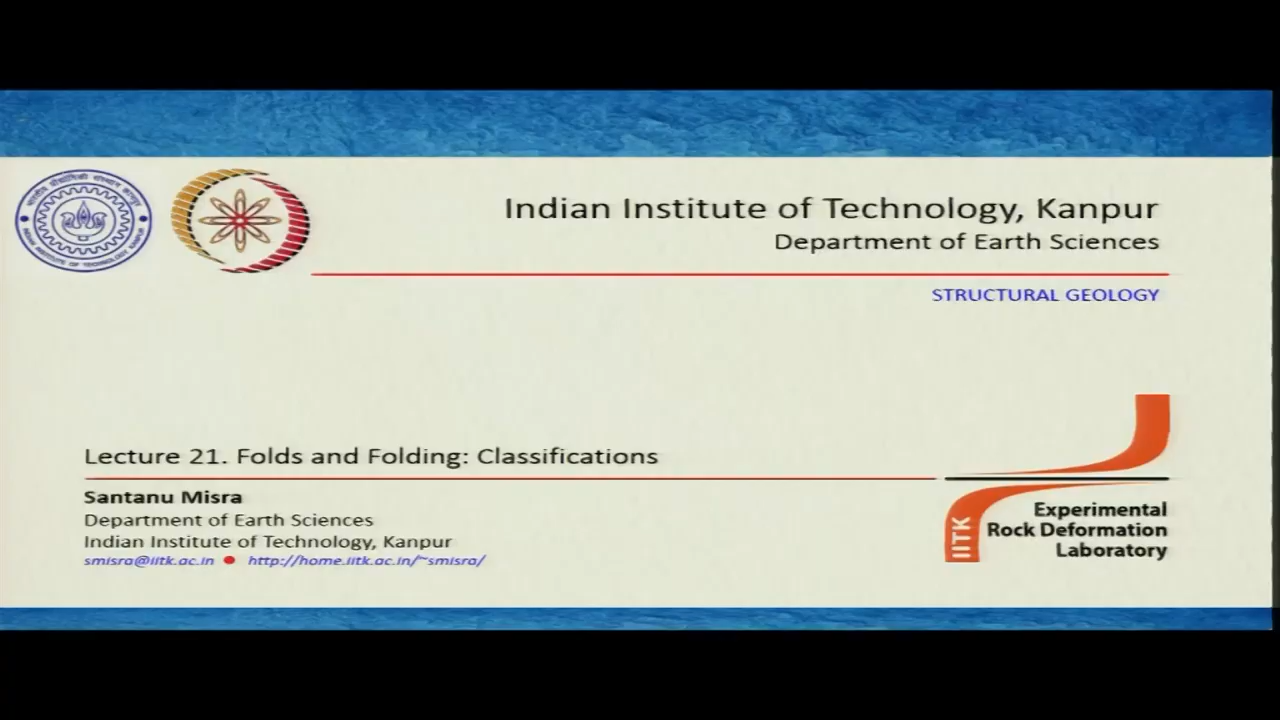 Indian Institute of Technology, Kanpur
Department of Earth Sciences
STRUCTURAL GEOLOGY
Lecture 21. Folds and Folding: Classifications
Santanu Misra
Department of Earth Sciences
Indian Institute of Technology, Kanpur
smisra@iitk.ac.in ● http://home.iitk.ac.in/~smisra/
IITK
Experimental
Rock Deformation
Laboratory